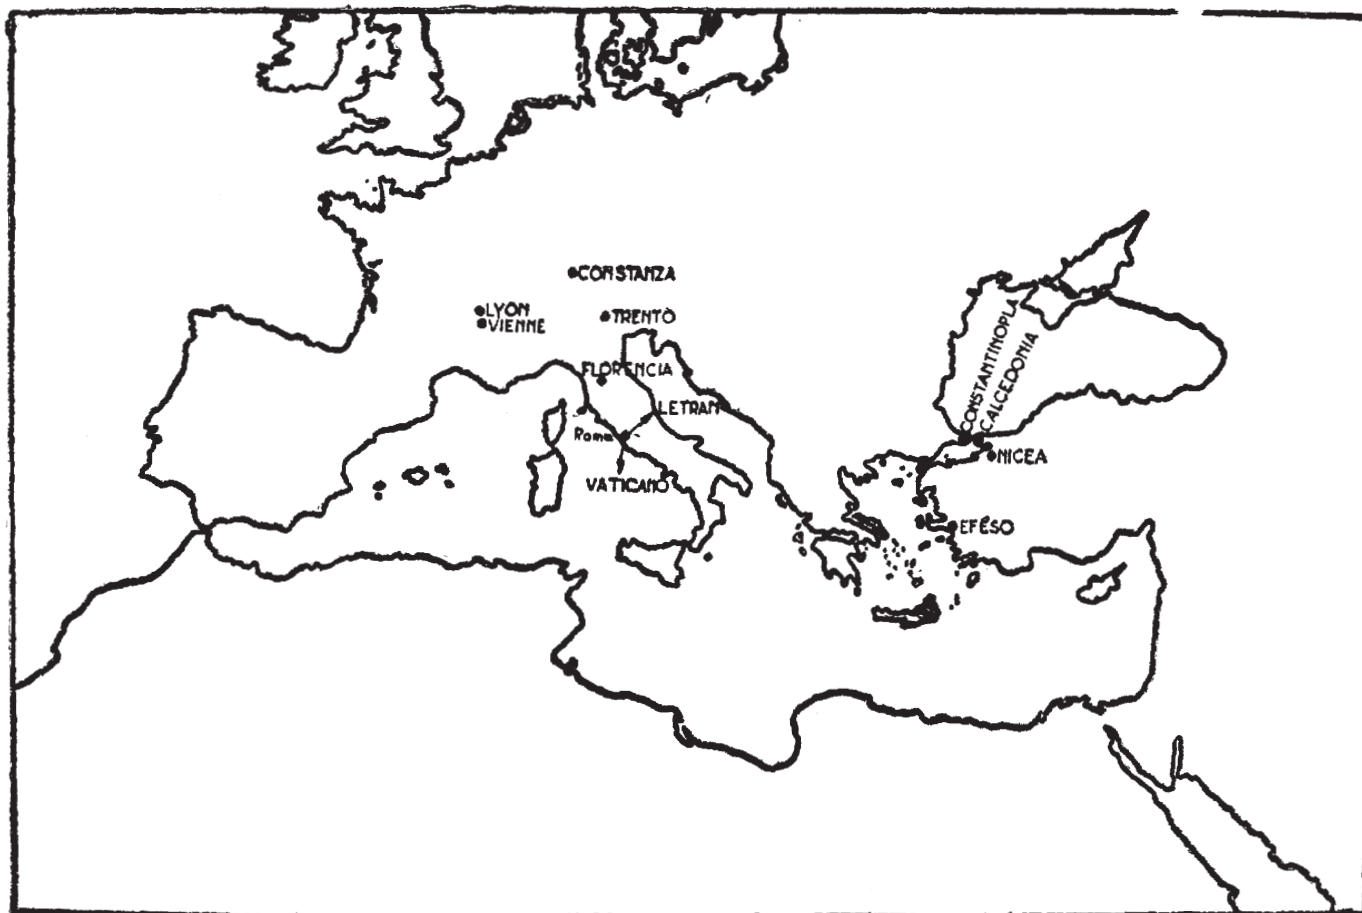 CONSTANZA
LYON
VIENNE
TRENTO
FLORENCIA
LETRAN
Roma
VATICANO
CONSTANTINOPLA
CALCEDONIA
NICEA
EFESO